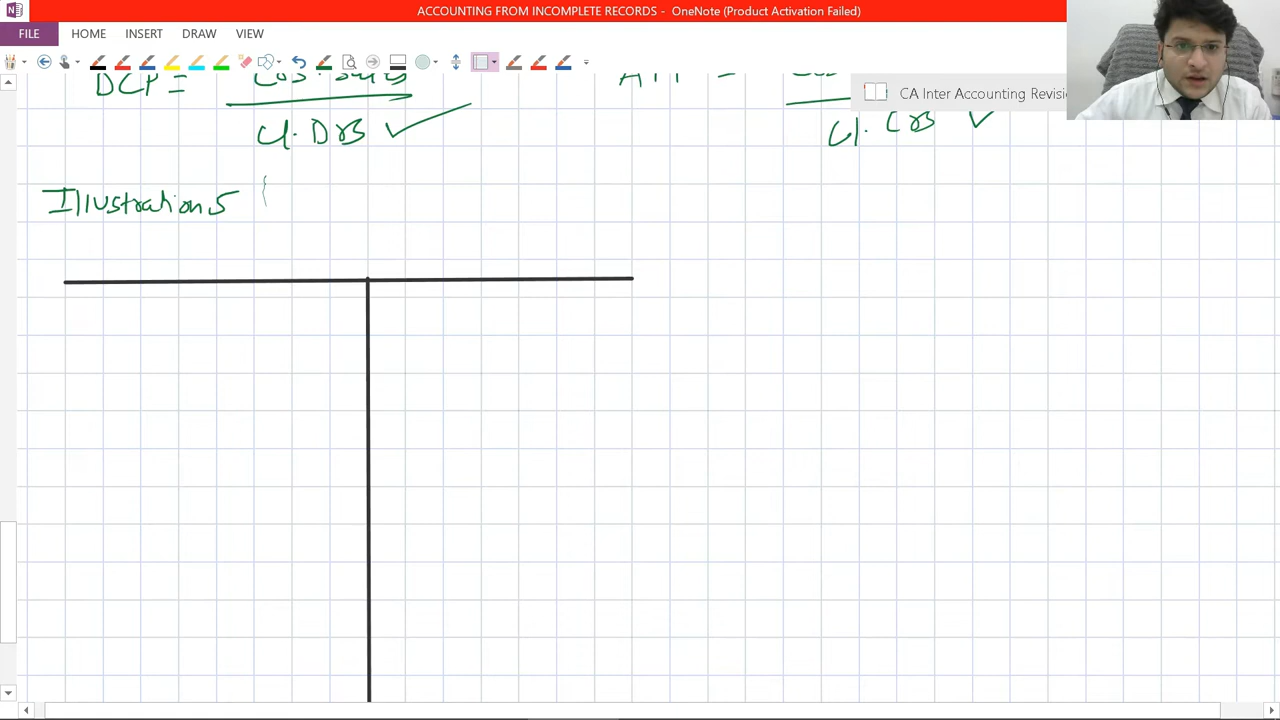 ACCOUNTING FROM INCOMPLETE RECORDS - OneNote (Product Activation Failed)
FILE HOME INSERT DRAW VIEW
DCP =
Cl. Drs ✓
CA Inter Accounting Revisi
Cl. Crs ✓
Illustration 5